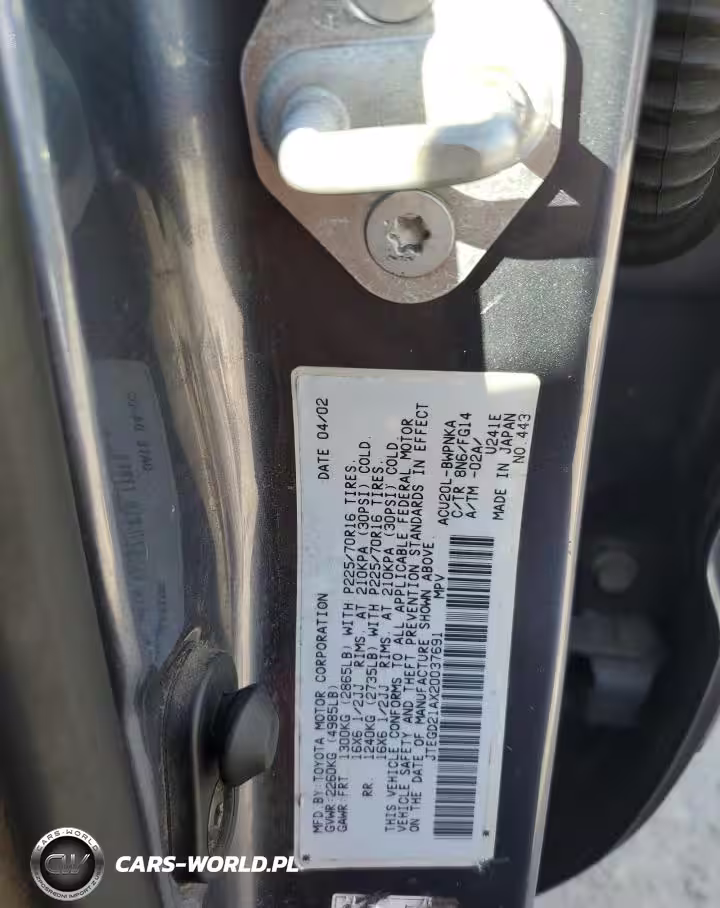 MFD.BY:TOYOTA MOTOR CORPORATION DATE 04/02
GVWR:2260KG (4985LB)
GAWR:FRT 1300KG (2865LB) WITH P225/70R16 TIRES.
16X6 1/2JJ RIMS. AT 210KPA (30PSI) COLD.
RR. 1240KG (2735LB) WITH P225/70R16 TIRES.
16X6 1/2JJ RIMS. AT 210KPA (30PSI) COLD.
THIS VEHICLE CONFORMS TO ALL APPLICABLE FEDERAL MOTOR
VEHICLE SAFETY AND THEFT PREVENTION STANDARDS IN EFFECT
ON THE DATE OF MANUFACTURE SHOWN ABOVE.
JTEGD21AX20037691 MPV
ACU20L-BWPNKA
C/TR 8N6/FG14
A/TM -02A/ U241E
MADE IN JAPAN
NO.443
CARS-WORLD
CW
CARS-WORLD.PL